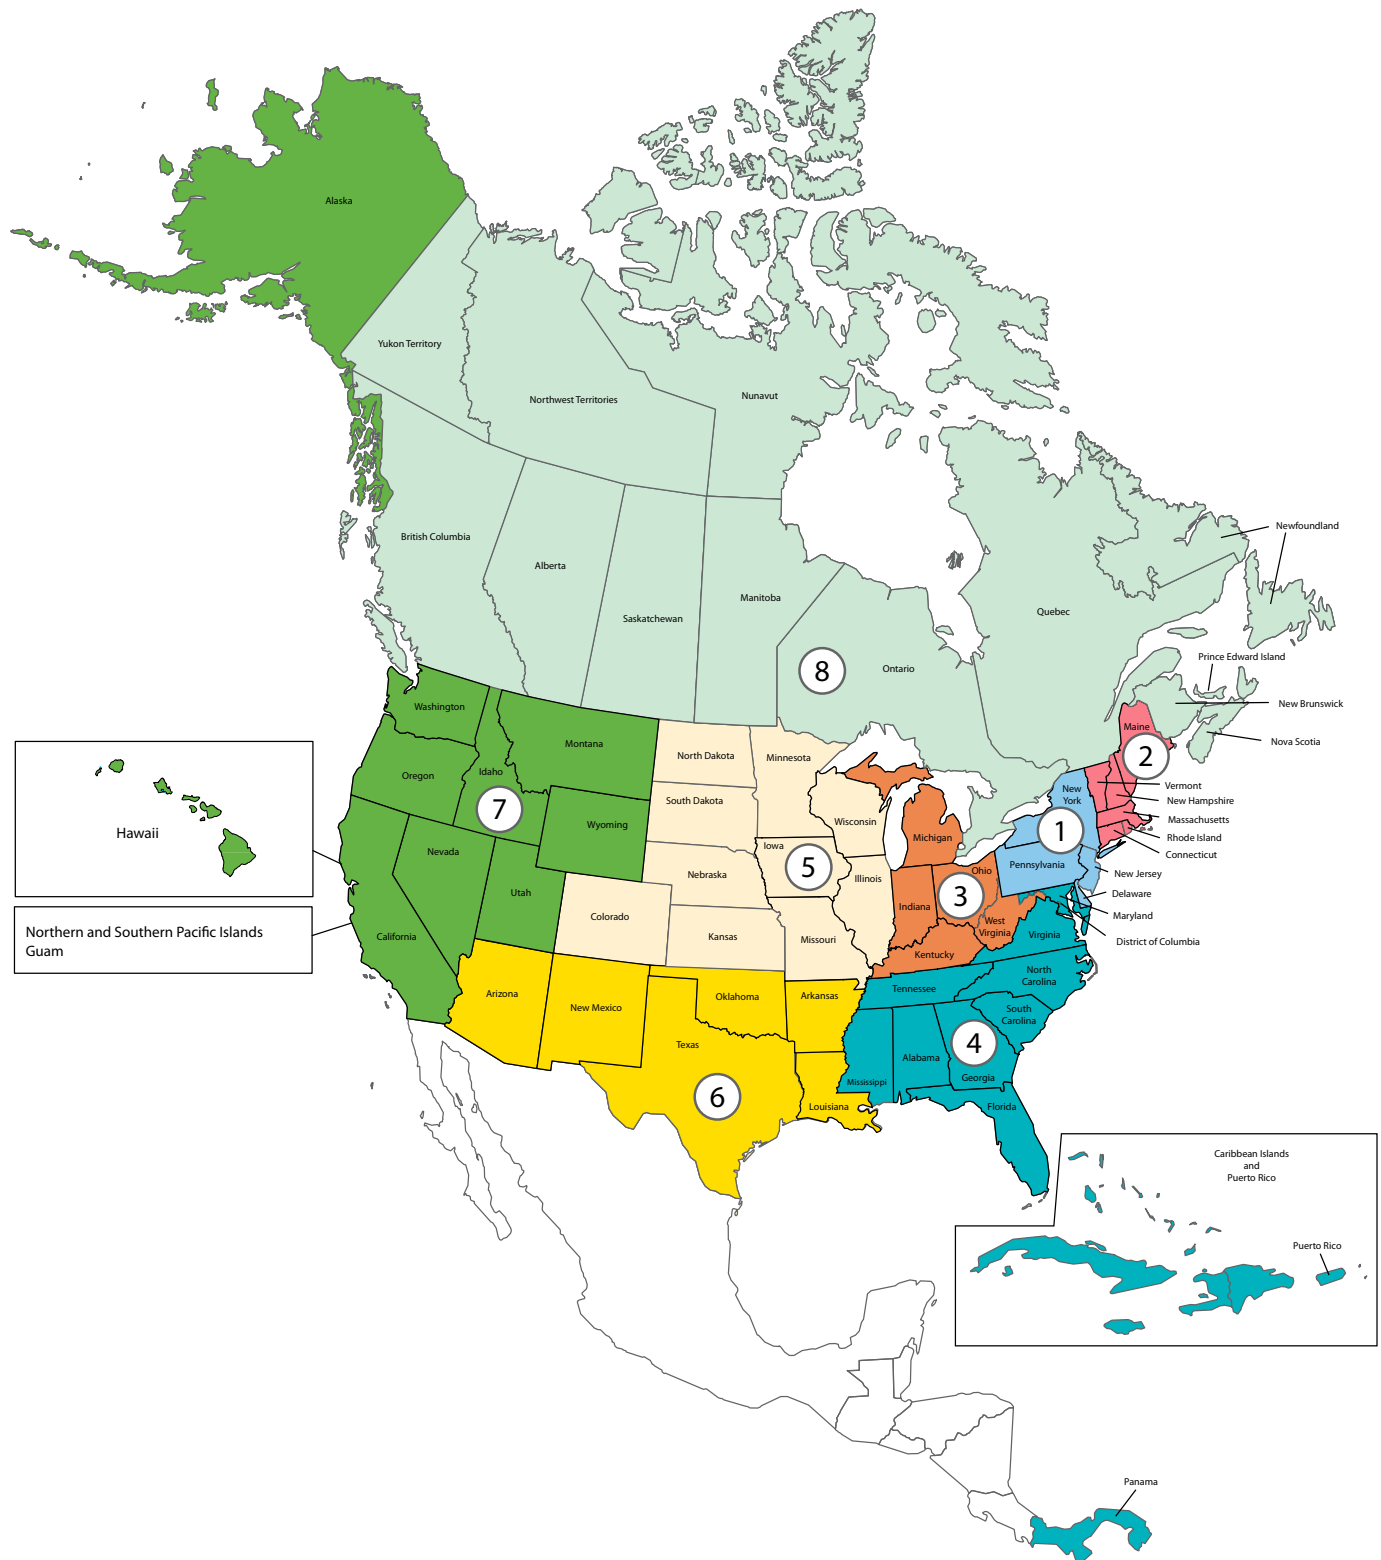 Alaska
Yukon Territory
Northwest Territories
Nunavut
British Columbia
Alberta
Saskatchewan
Manitoba
Ontario
8
Quebec
Newfoundland
Prince Edward Island
New Brunswick
Nova Scotia
Maine
2
Vermont
New Hampshire
Massachusetts
Rhode Island
Connecticut
New Jersey
Delaware
Maryland
District of Columbia
Washington
Oregon
Idaho
Montana
7
Wyoming
Nevada
Utah
California
Hawaii
Northern and Southern Pacific Islands
Guam
North Dakota
South Dakota
Minnesota
Wisconsin
Iowa
5
Nebraska
Illinois
Colorado
Kansas
Missouri
Michigan
Ohio
3
Indiana
West
Virginia
Kentucky
New
York
1
Pennsylvania
Virginia
North
Carolina
Tennessee
South
Carolina
4
Georgia
Alabama
Mississippi
Florida
Arizona
New Mexico
Oklahoma
Arkansas
Texas
6
Louisiana
Caribbean Islands
and
Puerto Rico
Puerto Rico
Panama